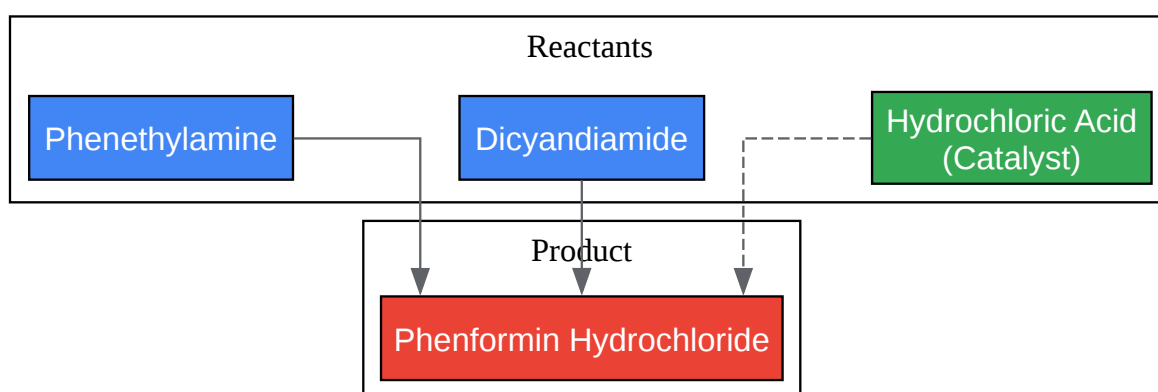 Reactants
Phenethylamine
Dicyandiamide
Hydrochloric Acid
(Catalyst)
Product
Phenformin Hydrochloride